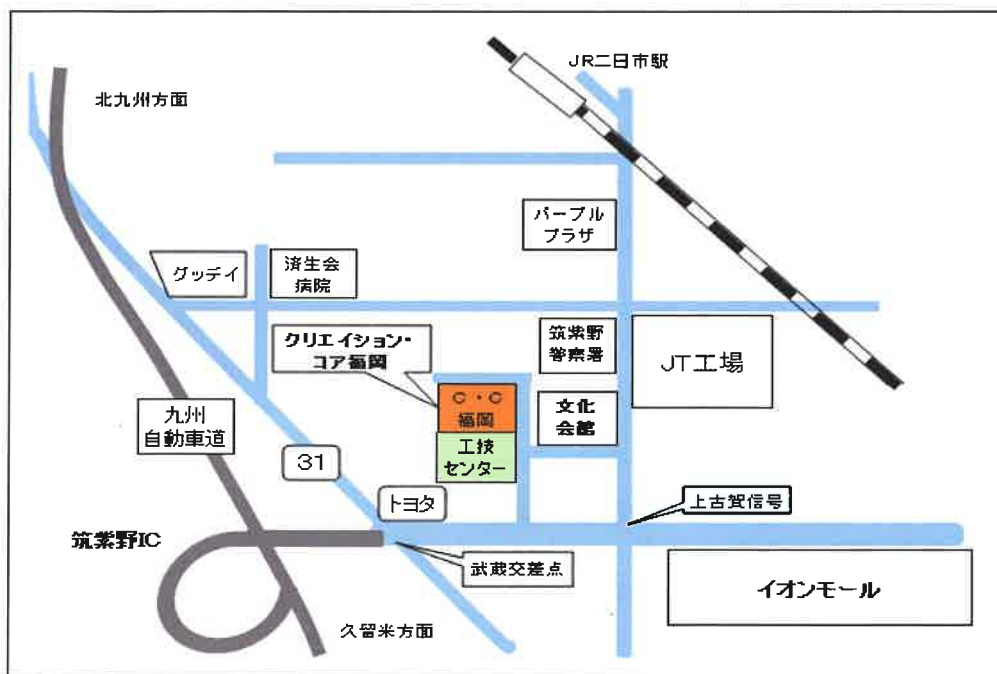 JR二日市駅
北九州方面
パープル
プラザ
グッデイ
済生会
病院
クリエイション・
コア福岡
筑紫野
警察署
JT工場
C・C
福岡
文化
会館
九州
自動車道
工技
センター
31
トヨタ
上古賀信号
筑紫野IC
武蔵交差点
イオンモール
久留米方面